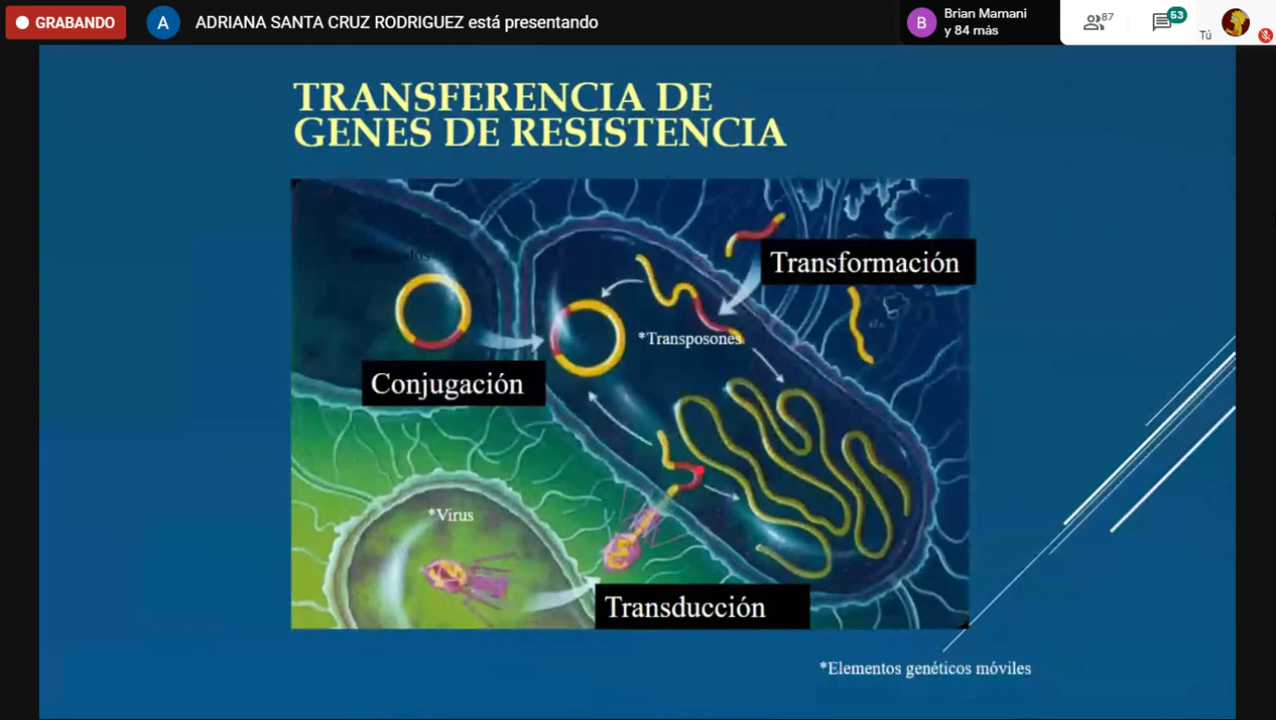 GRABANDO
A
ADRIANA SANTA CRUZ RODRIGUEZ está presentando
B
Brian Mamani
y 84 más
87
53
Tú
TRANSFERENCIA DE
GENES DE RESISTENCIA
Transformación
*Transposones
Conjugación
*Virus
Transducción
*Elementos genéticos móviles